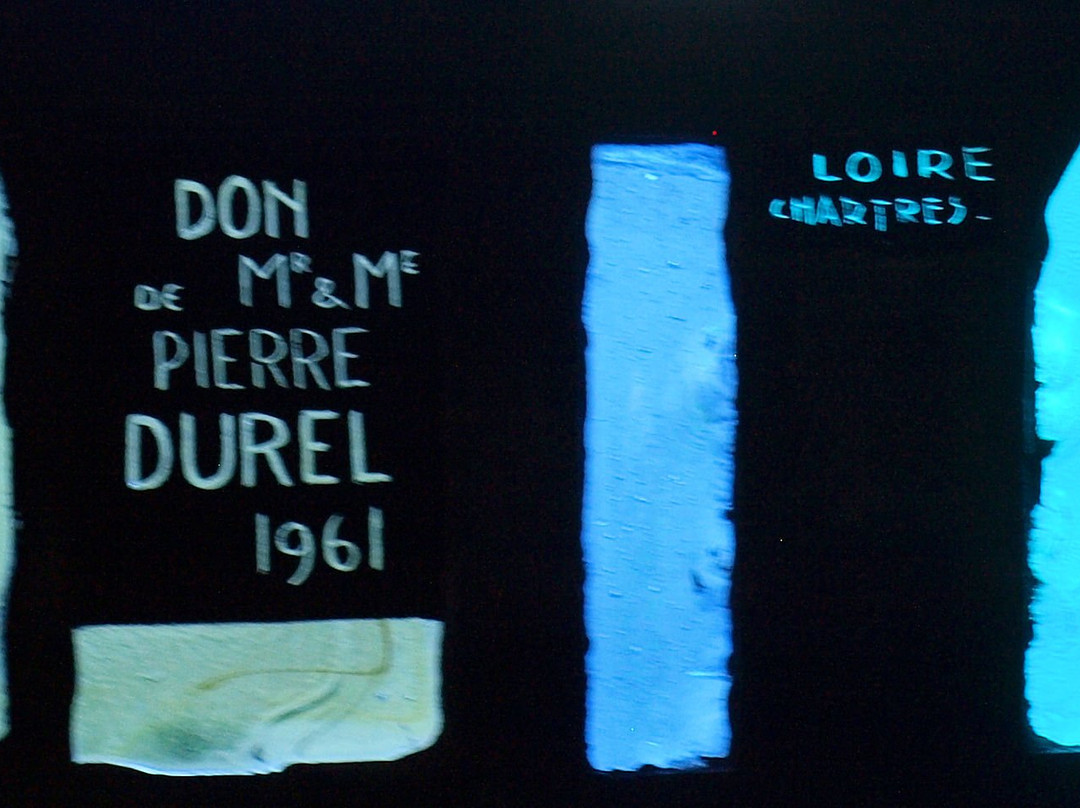 DON
DE MR & ME
PIERRE
DUREL
1961
LOIRE
CHARTRES-